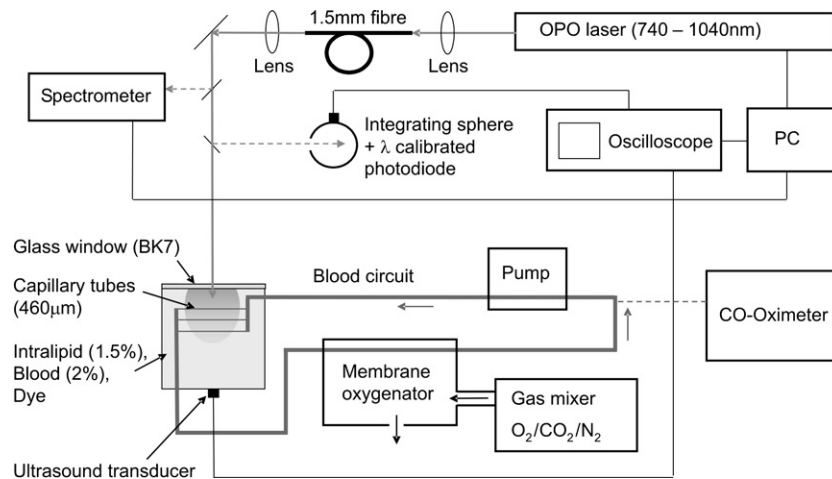 1.5mm fibre
OPO laser (740 – 1040nm)
Lens
Lens
Spectrometer
Integrating sphere
+ λ calibrated
photodiode
Oscilloscope
PC
Glass window (BK7)
Capillary tubes
(460μm)
Intralipid (1.5%),
Blood (2%),
Dye
Ultrasound transducer
Blood circuit
Pump
CO-Oximeter
Membrane
oxygenator
Gas mixer
O₂/CO₂/N₂